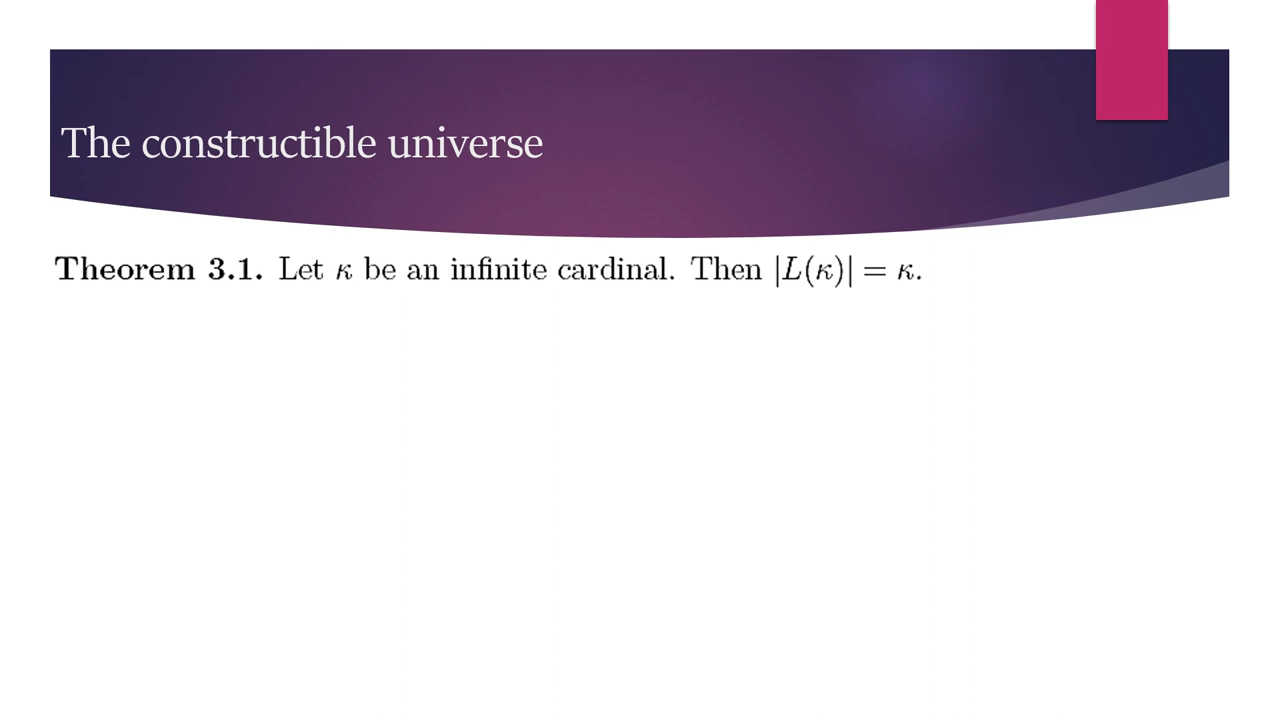 The constructible universe
Theorem 3.1. Let κ be an infinite cardinal. Then |L(κ)| = κ.